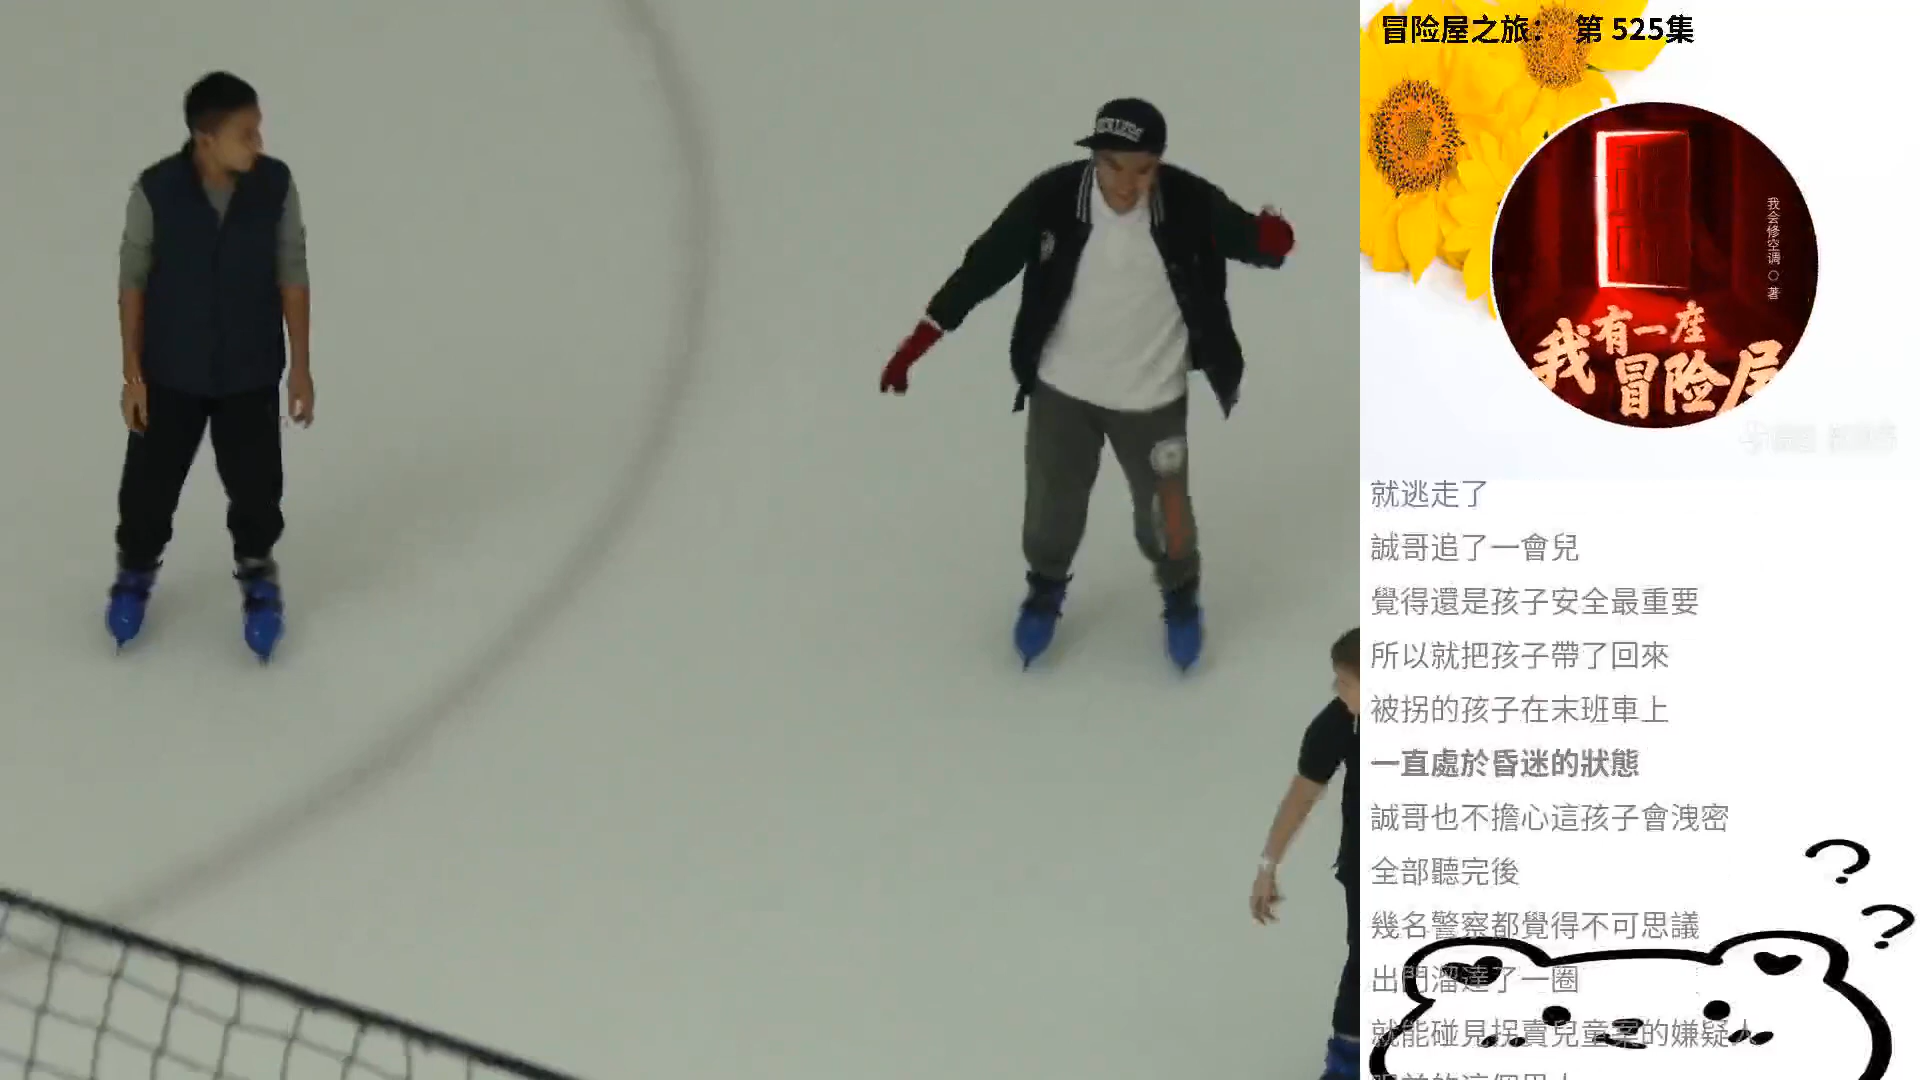 冒险屋之旅： 第 525集
我会修空调〇著
我有一座
冒险屋
就逃走了
誠哥追了一會兒
覺得還是孩子安全最重要
所以就把孩子帶了回來
被拐的孩子在末班車上
一直處於昏迷的狀態
誠哥也不擔心這孩子會洩密
全部聽完後
幾名警察都覺得不可思議
出門溜達了一圈
就能碰見拐賣兒童案的嫌疑人